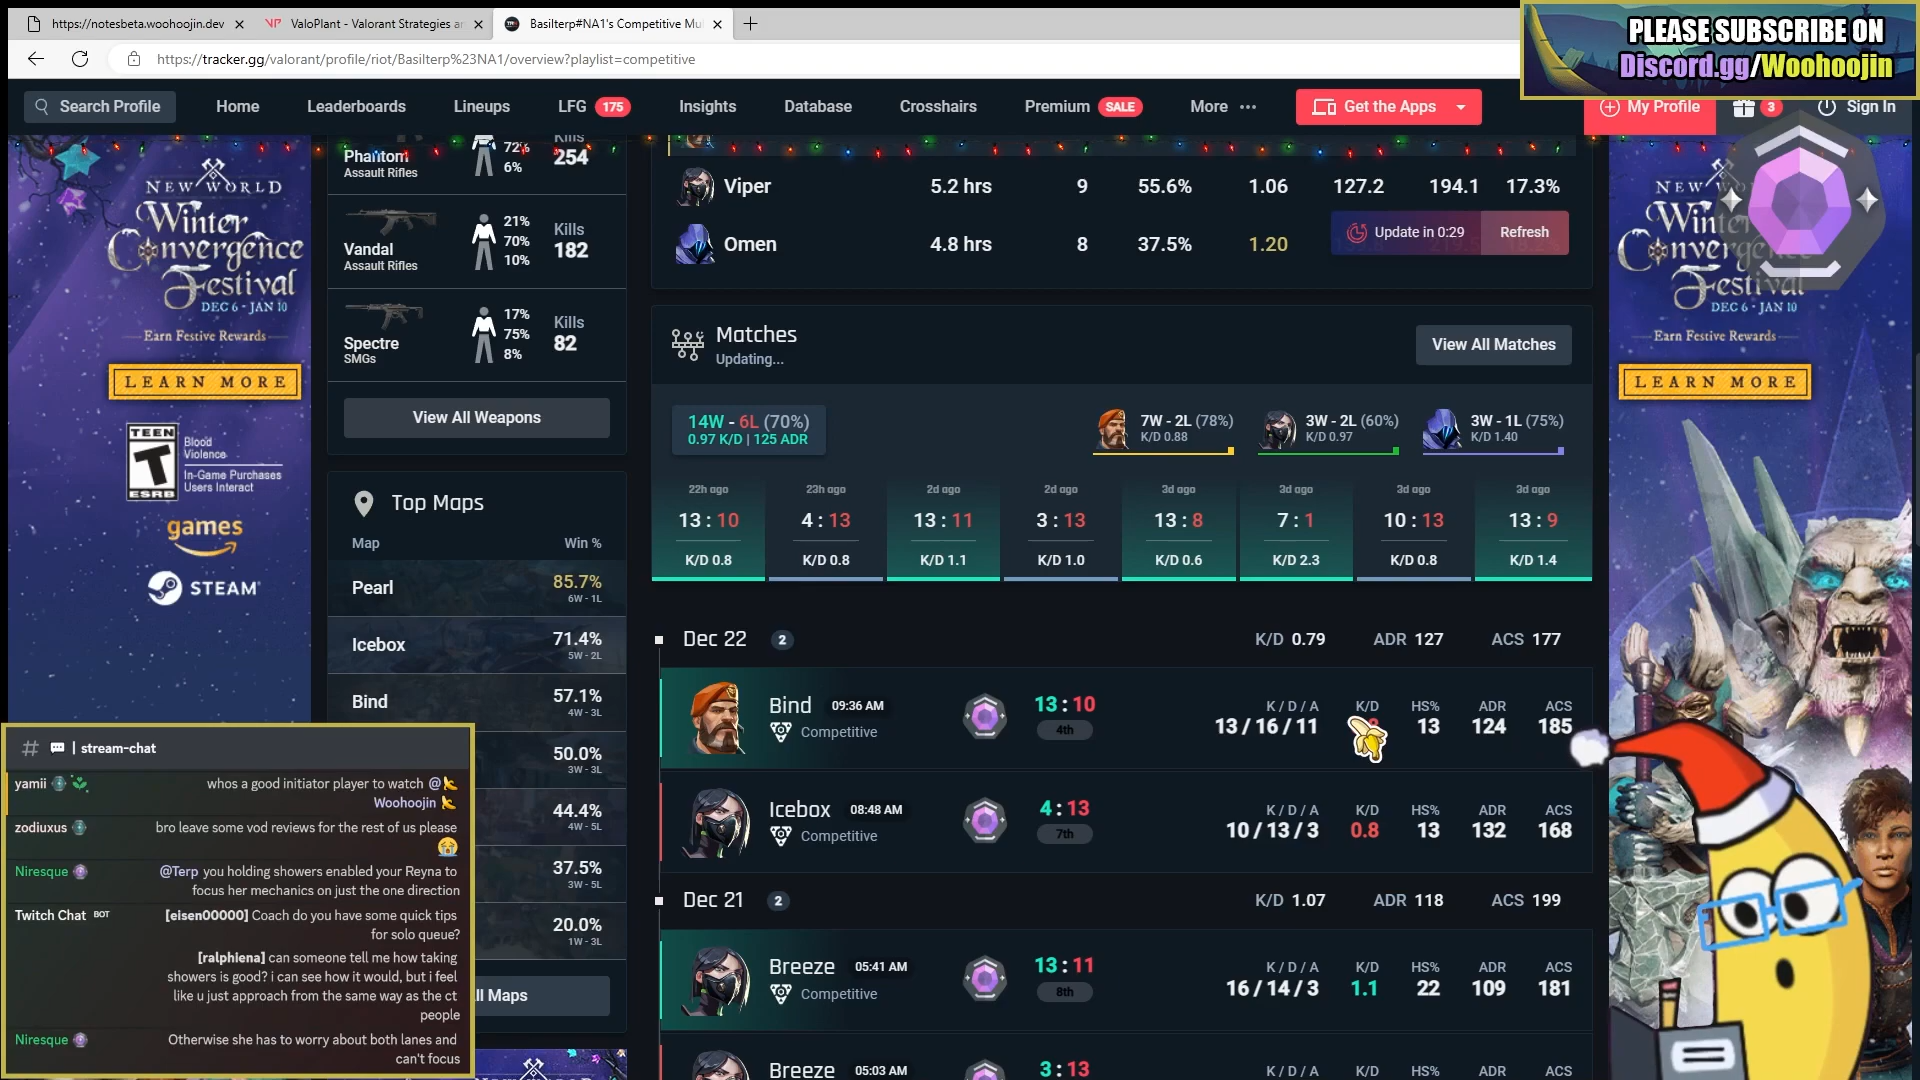 https://notesbeta.woohoojin.dev
ValoPlant - Valorant Strategies an
Basilterp#NA1's Competitive Mul
https://tracker.gg/valorant/profile/riot/Basilterp%23NA1/overview?playlist=competitive
PLEASE SUBSCRIBE ON
Discord.gg/Woohoojin
Search Profile
Home
Leaderboards
Lineups
LFG 175
Insights
Database
Crosshairs
Premium SALE
More
Get the Apps
My Profile
3
Sign In
NEW WORLD
Winter
Convergence
Festival
DEC 6 - JAN 10
Earn Festive Rewards
LEARN MORE
TEEN
T
ESRB
Blood
Violence
In-Game Purchases
Users Interact
games
STEAM
Phantom
Assault Rifles
72%
6%
Kills
254
Vandal
Assault Rifles
21%
70%
10%
Kills
182
Spectre
SMGs
17%
75%
8%
Kills
82
View All Weapons
Top Maps
Map Win %
Pearl 85.7%
6W - 1L
Icebox 71.4%
5W - 2L
Bind 57.1%
4W - 3L
50.0%
3W - 3L
44.4%
4W - 5L
37.5%
3W - 5L
20.0%
1W - 3L
ll Maps
Viper 5.2 hrs 9 55.6% 1.06 127.2 194.1 17.3%
Omen 4.8 hrs 8 37.5% 1.20
Update in 0:29 Refresh
Matches
Updating...
View All Matches
14W - 6L (70%)
0.97 K/D | 125 ADR
7W - 2L (78%)
K/D 0.88
3W - 2L (60%)
K/D 0.97
3W - 1L (75%)
K/D 1.40
22h ago 23h ago 2d ago 2d ago 3d ago 3d ago 3d ago 3d ago
13 : 10 4 : 13 13 : 11 3 : 13 13 : 8 7 : 1 10 : 13 13 : 9
K/D 0.8 K/D 0.8 K/D 1.1 K/D 1.0 K/D 0.6 K/D 2.3 K/D 0.8 K/D 1.4
Dec 22 2 K/D 0.79 ADR 127 ACS 177
Bind 09:36 AM
Competitive
13 : 10
4th
K / D / A K/D HS% ADR ACS
13 / 16 / 11 13 124 185
Icebox 08:48 AM
Competitive
4 : 13
7th
K / D / A K/D HS% ADR ACS
10 / 13 / 3 0.8 13 132 168
Dec 21 2 K/D 1.07 ADR 118 ACS 199
Breeze 05:41 AM
Competitive
13 : 11
8th
K / D / A K/D HS% ADR ACS
16 / 14 / 3 1.1 22 109 181
Breeze 05:03 AM
3 : 13
K / D / A K/D HS% ADR ACS
# | stream-chat
yamii whos a good initiator player to watch @
Woohoojin
zodiuxus bro leave some vod reviews for the rest of us please
Niresque @Terp you holding showers enabled your Reyna to
focus her mechanics on just the one direction
Twitch Chat BOT [eisen00000] Coach do you have some quick tips
for solo queue?
[ralphiena] can someone tell me how taking
showers is good? i can see how it would, but i feel
like u just approach from the same way as the ct
people
Niresque Otherwise she has to worry about both lanes and
can't focus
Festival
DEC 6 - JAN 10
Earn Festive Rewards
LEARN MORE